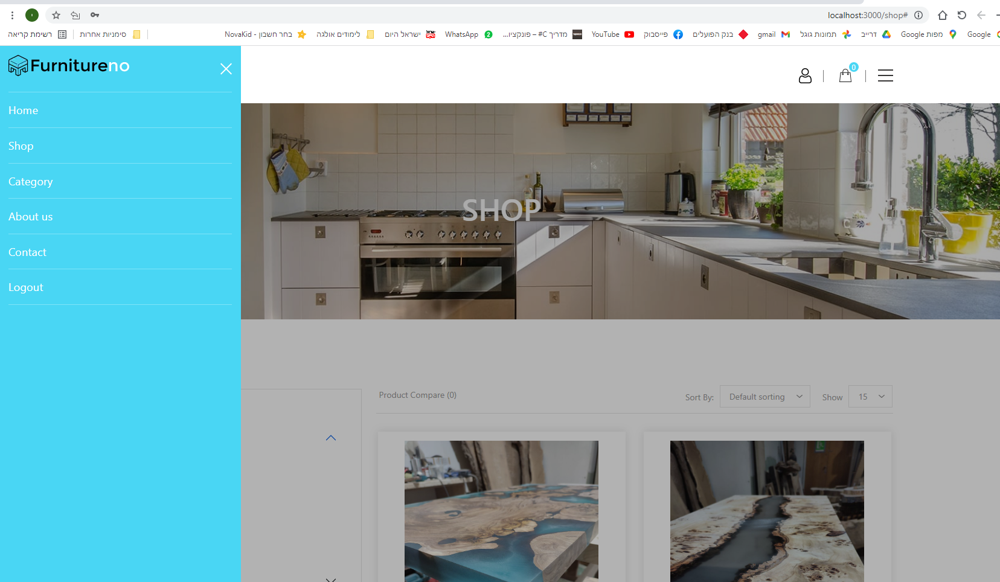 localhost:3000/shop#
Google
Google מפות
דרייב
תמונות גוגל
gmail
בנק הפועלים
פייסבוק
YouTube
מדריך C# – פונקציו...
WhatsApp
ישראל היום
לימודים אולגה
בחר חשבון - NovaKid
סימניות אחרות
רשימת קריאה
Furnitureno
0
Home
Shop
Category
About us
Contact
Logout
SHOP
Product Compare (0)
Sort By:
Default sorting
Show
15